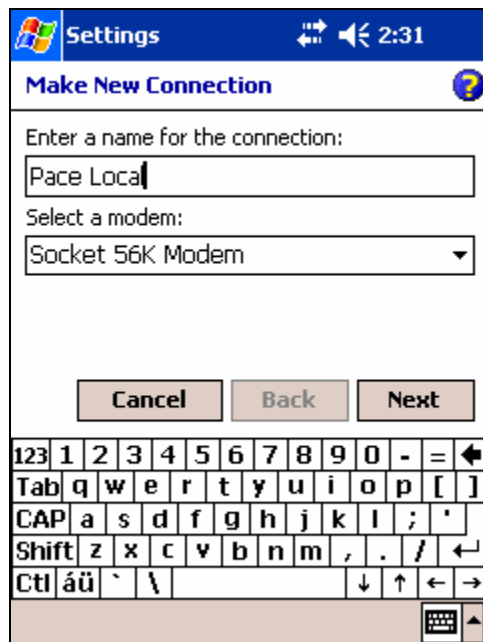 Settings 2:31
Make New Connection ?
Enter a name for the connection:
Pace Local
Select a modem:
Socket 56K Modem
Cancel Back Next
123 1 2 3 4 5 6 7 8 9 0 - = ←
Tab q w e r t y u i o p [ ]
CAP a s d f g h j k l ; '
Shift z x c v b n m , . / ↵
Ctl áü ` \ ↓ ↑ ← →